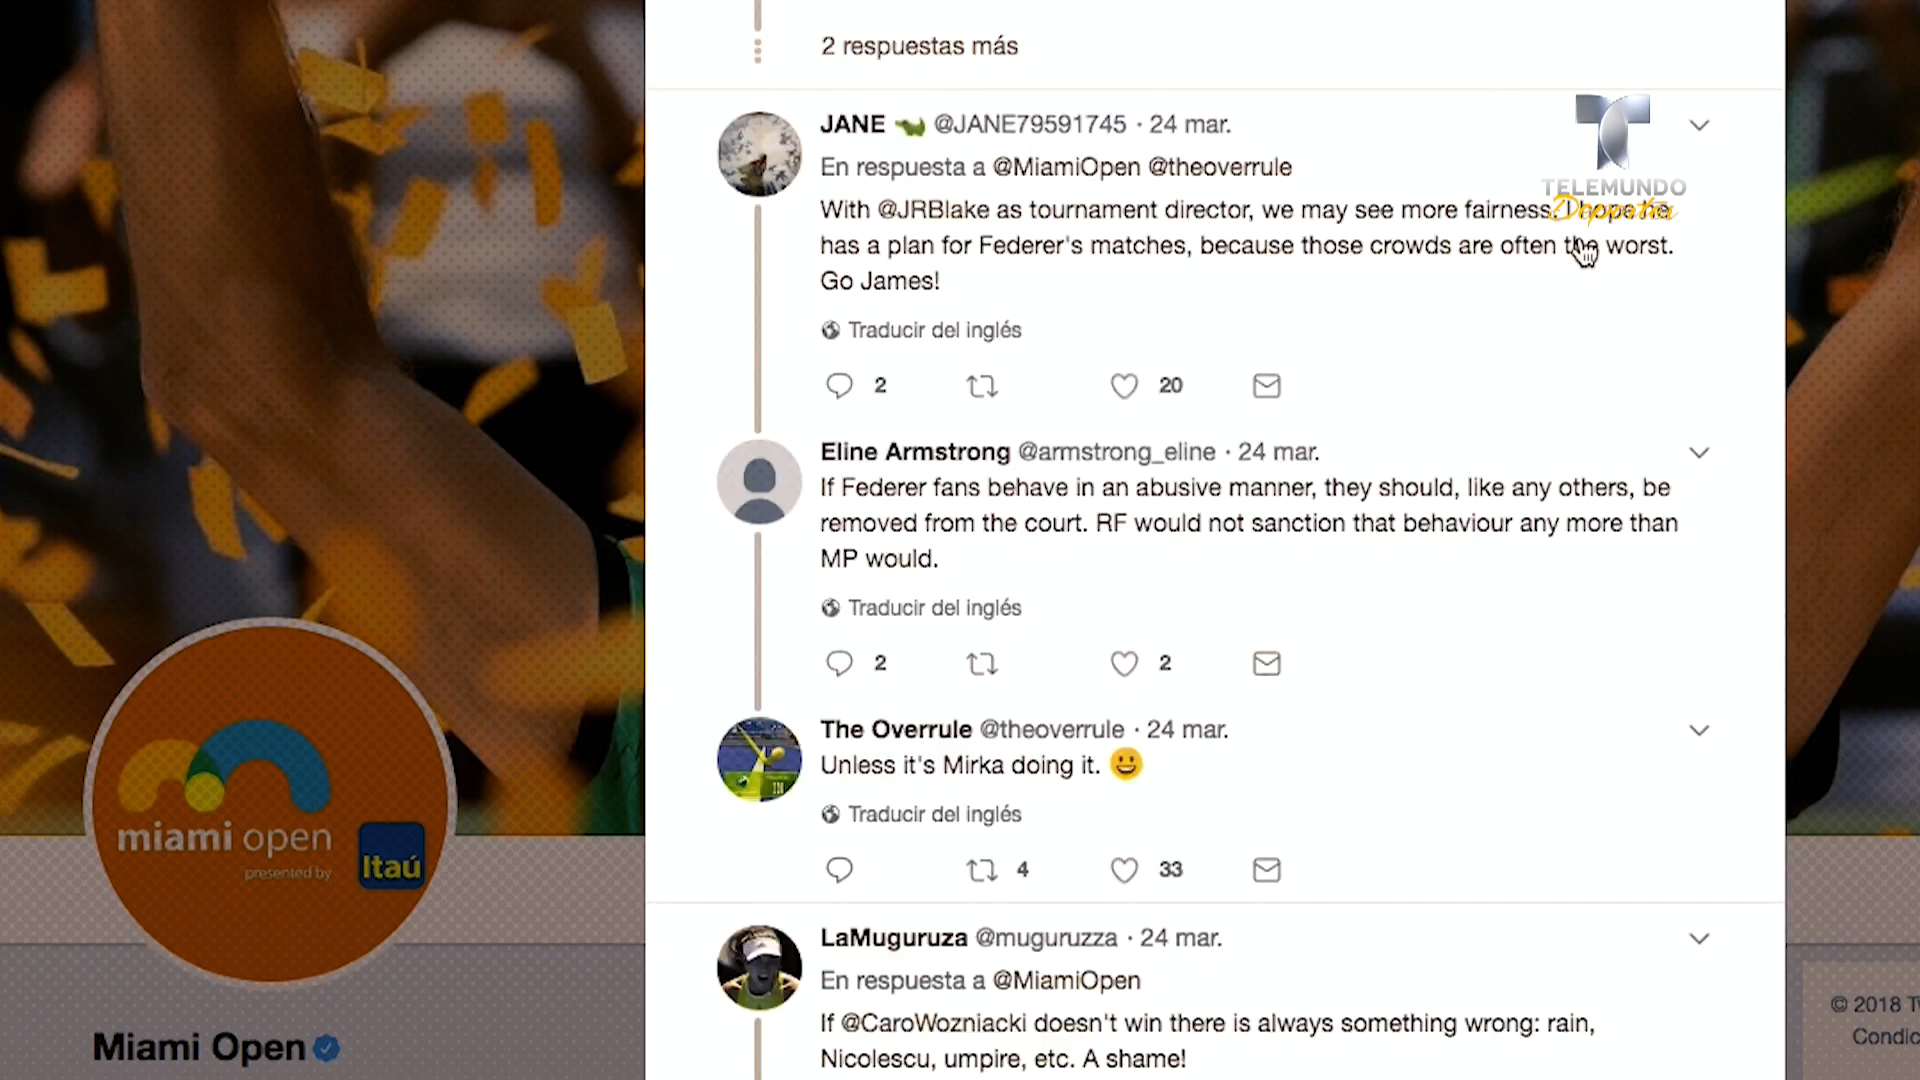 2 respuestas más
JANE @JANE79591745 · 24 mar.
En respuesta a @MiamiOpen @theoverrule
TELEMUNDO
Deportes
With @JRBlake as tournament director, we may see more fairness.
has a plan for Federer's matches, because those crowds are often the worst.
Go James!
Traducir del inglés
2 20
Eline Armstrong @armstrong_eline · 24 mar.
If Federer fans behave in an abusive manner, they should, like any others, be
removed from the court. RF would not sanction that behaviour any more than
MP would.
Traducir del inglés
2 2
The Overrule @theoverrule · 24 mar.
Unless it's Mirka doing it. 😀
Traducir del inglés
4 33
LaMuguruza @muguruzza · 24 mar.
En respuesta a @MiamiOpen
If @CaroWozniacki doesn't win there is always something wrong: rain,
Nicolescu, umpire, etc. A shame!
miami open
presented by
Itaú
Miami Open
© 2018 Tw
Condic